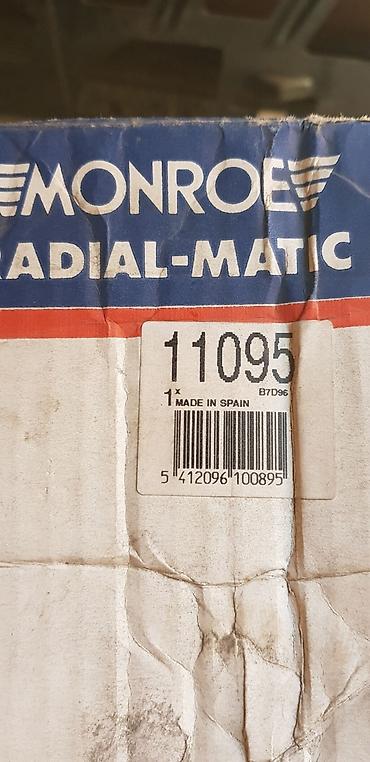 MONROE
RADIAL-MATIC
11095
1x B7D96
MADE IN SPAIN
5 412096 100895